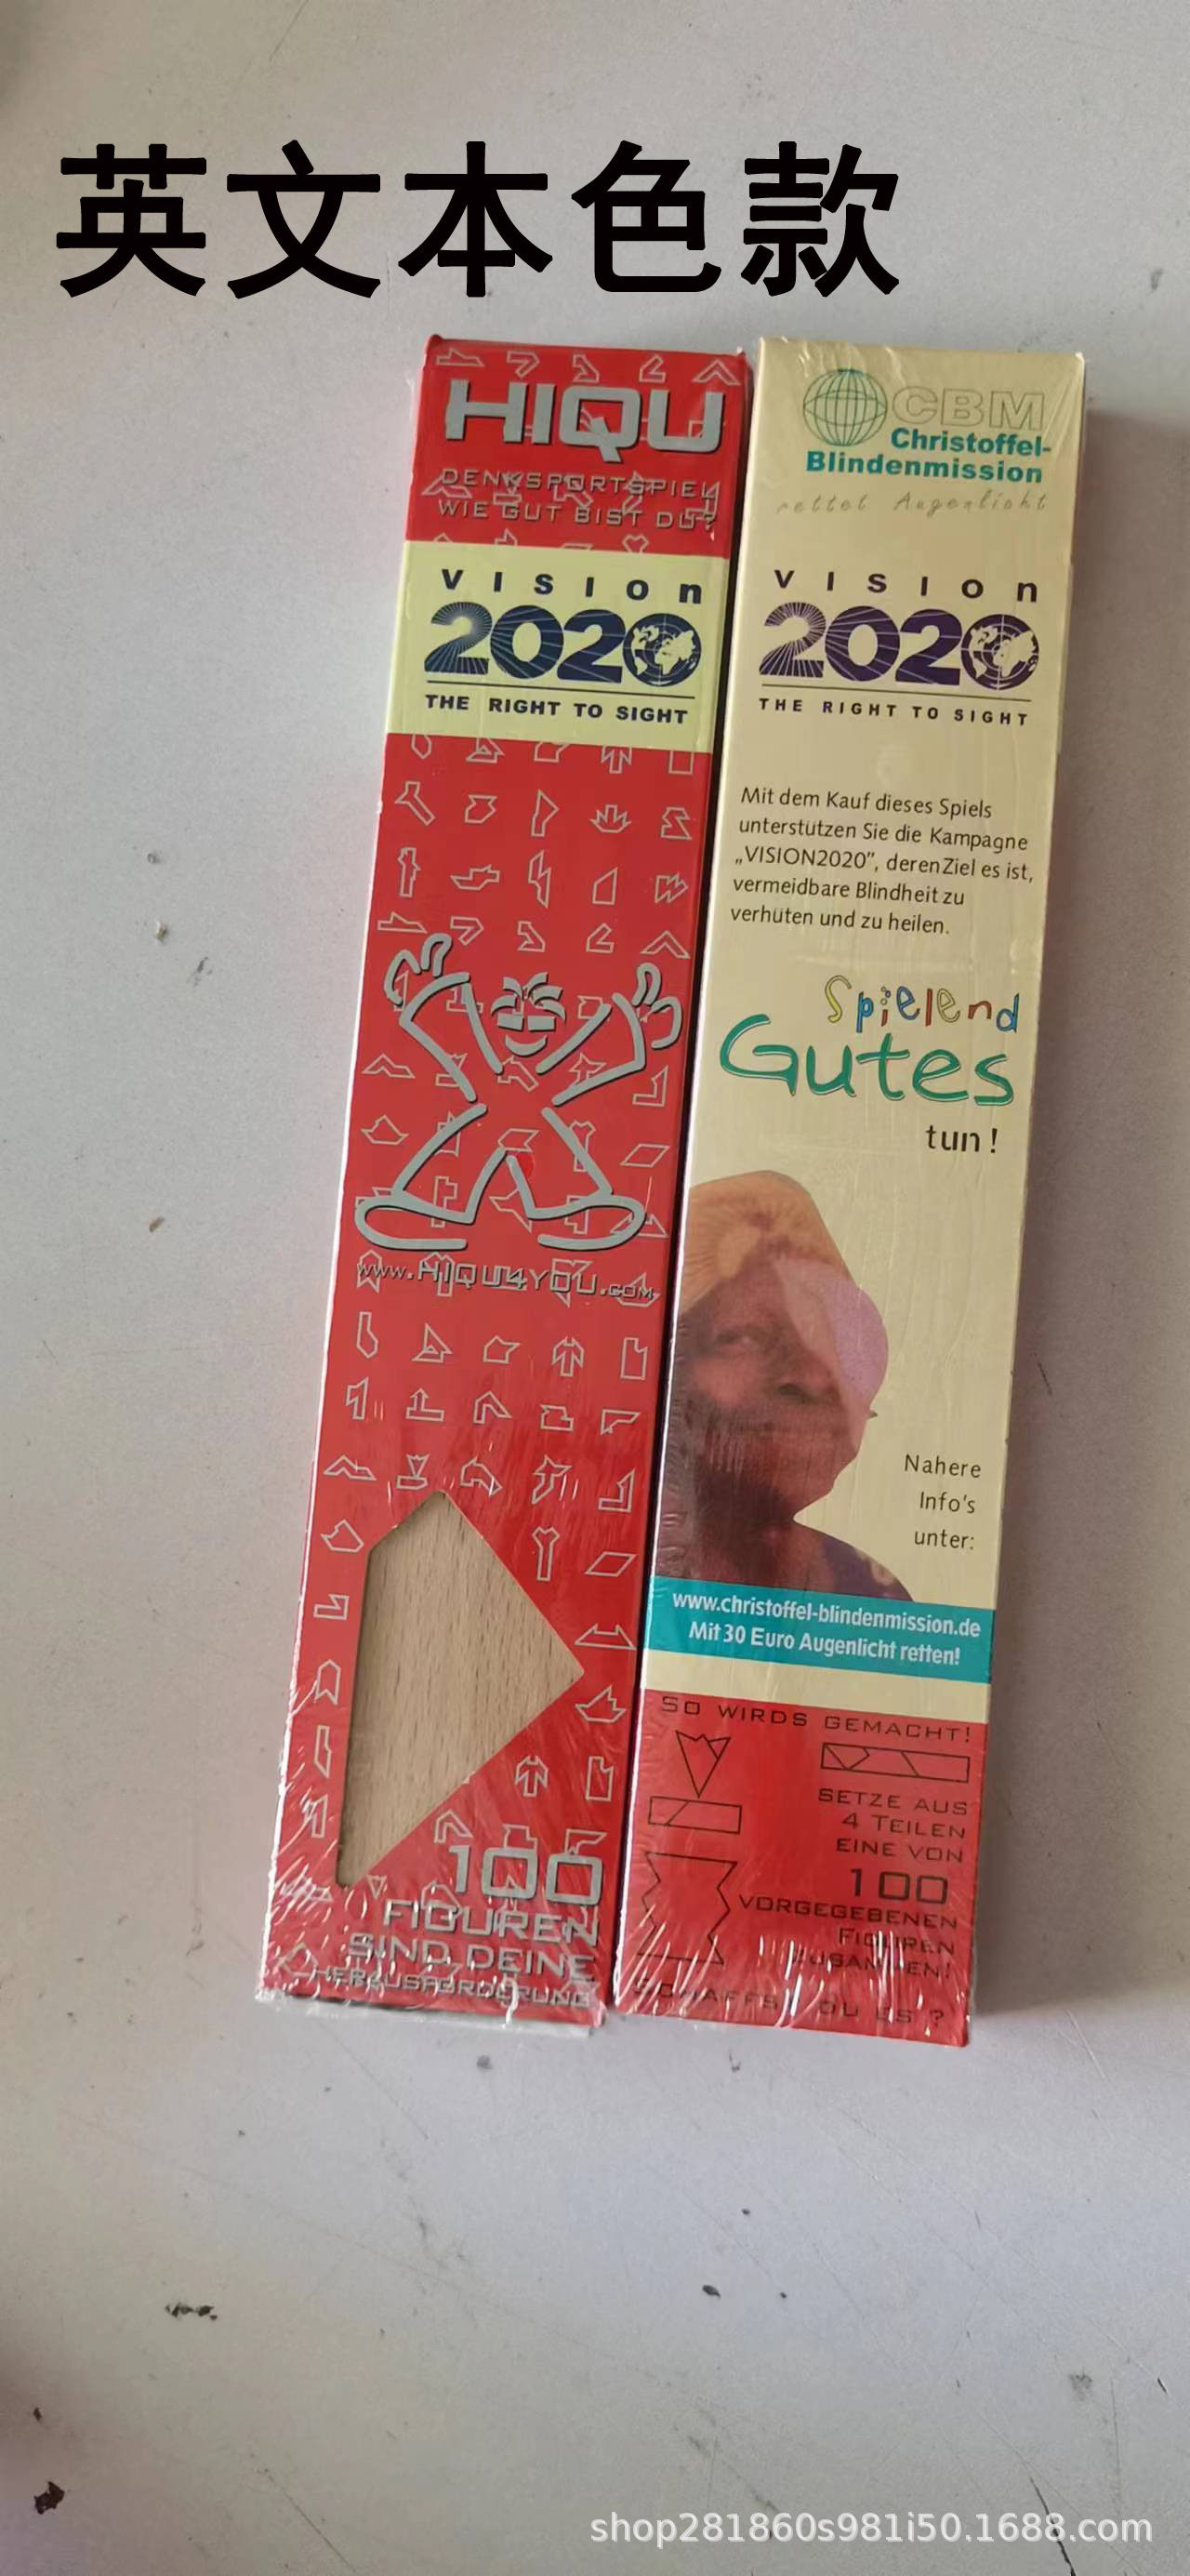 英文本色款
HIQU
DENKSPORTSPIEL
WIE GUT BIST DU?
VISIon
2020
THE RIGHT TO SIGHT
www.HIQU4YOU.com
100
FIGUREN
SIND DEINE
HERAUSFORDERUNG
CBM
Christoffel-
Blindenmission
rettet Augenlicht
VISIon
2020
THE RIGHT TO SIGHT
Mit dem Kauf dieses Spiels
unterstützen Sie die Kampagne
„VISION2020”, deren Ziel es ist,
vermeidbare Blindheit zu
verhüten und zu heilen.
Spielend
Gutes
tun!
Nahere
Info's
unter:
www.christoffel-blindenmission.de
Mit 30 Euro Augenlicht retten!
SO WIRDS GEMACHT!
SETZE AUS
4 TEILEN
EINE VON
100
VORGEGEBENEN
FIGUREN
ZUSAMMEN!
SCHAFFST DU ES ?
shop281860s981i50.1688.com